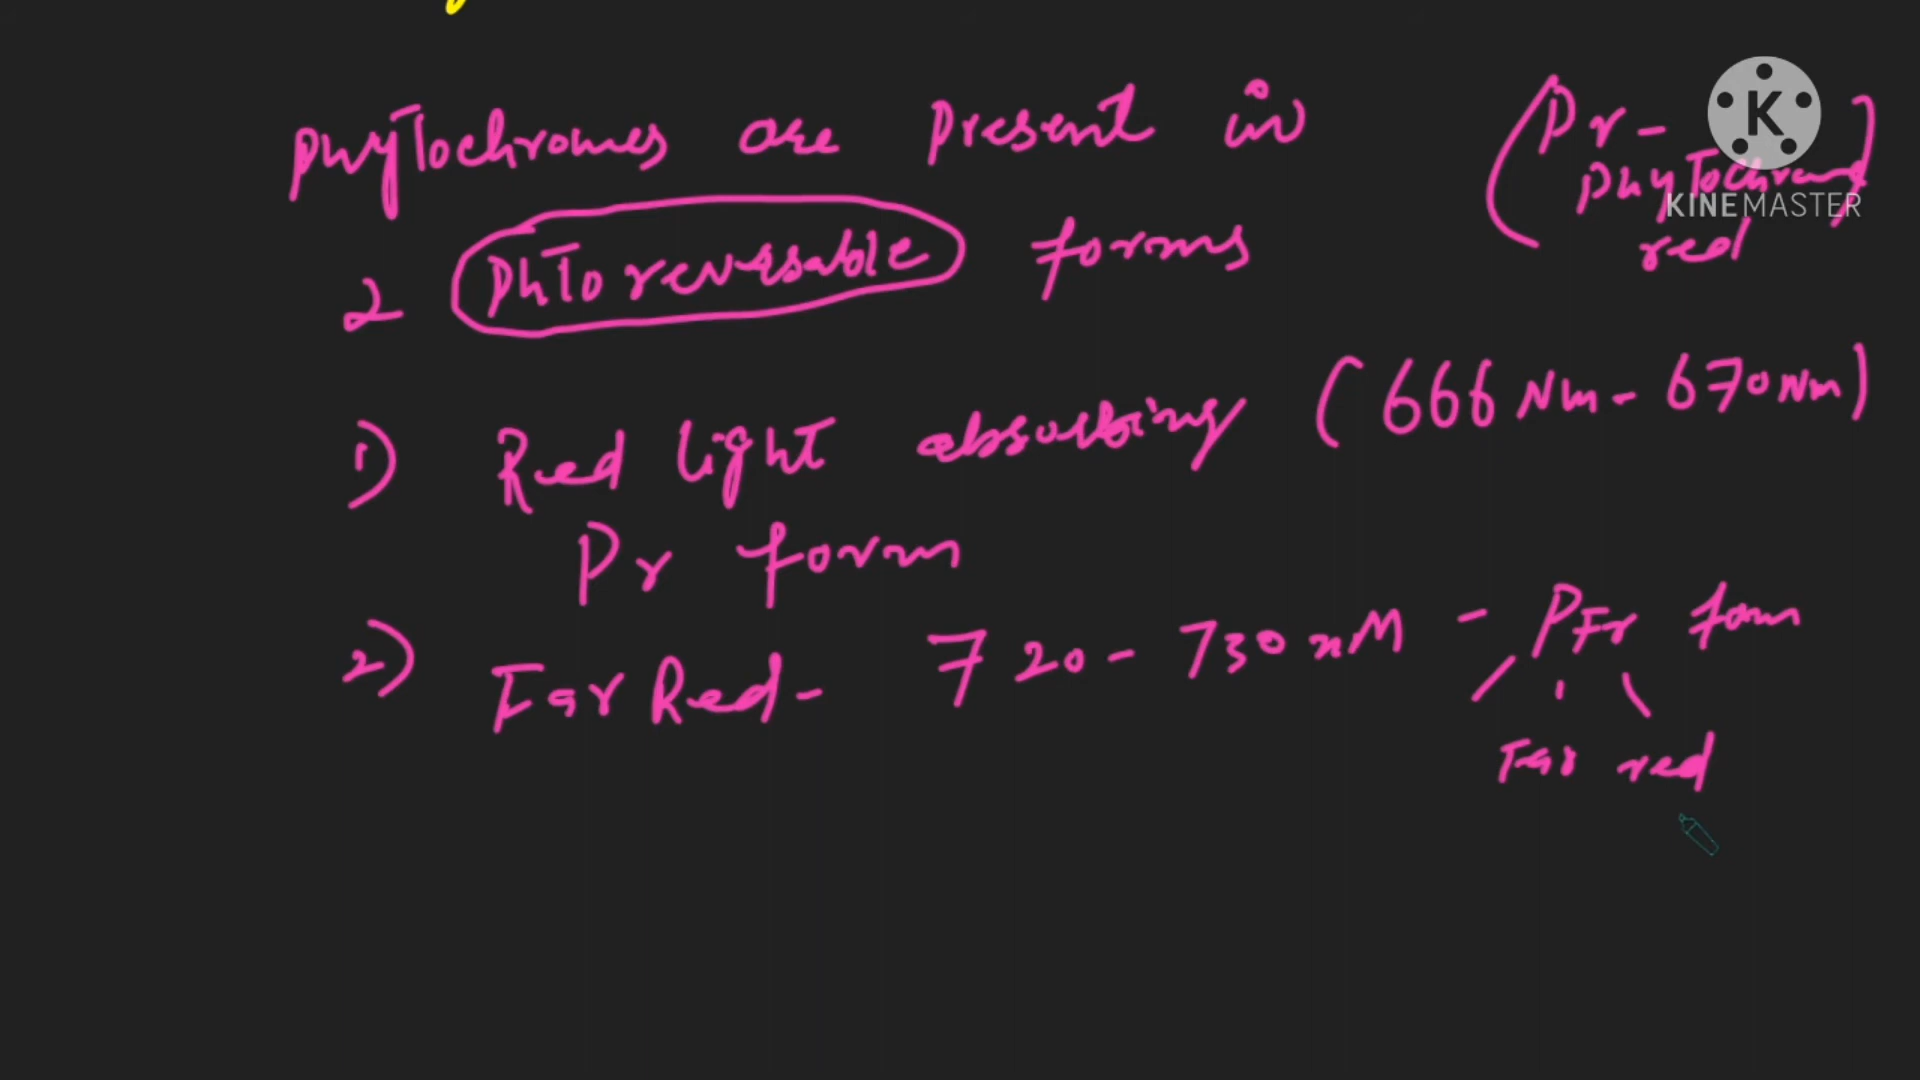 Phytochromes are Present in
2 Phtoreversable forms
(Pr -
Phytochrome
red)
KINEMASTER
1) Red light absorbing (666 Nm - 670 Nm)
Pr form
2) Far Red - 720 - 730 nM - PFr form
Far red